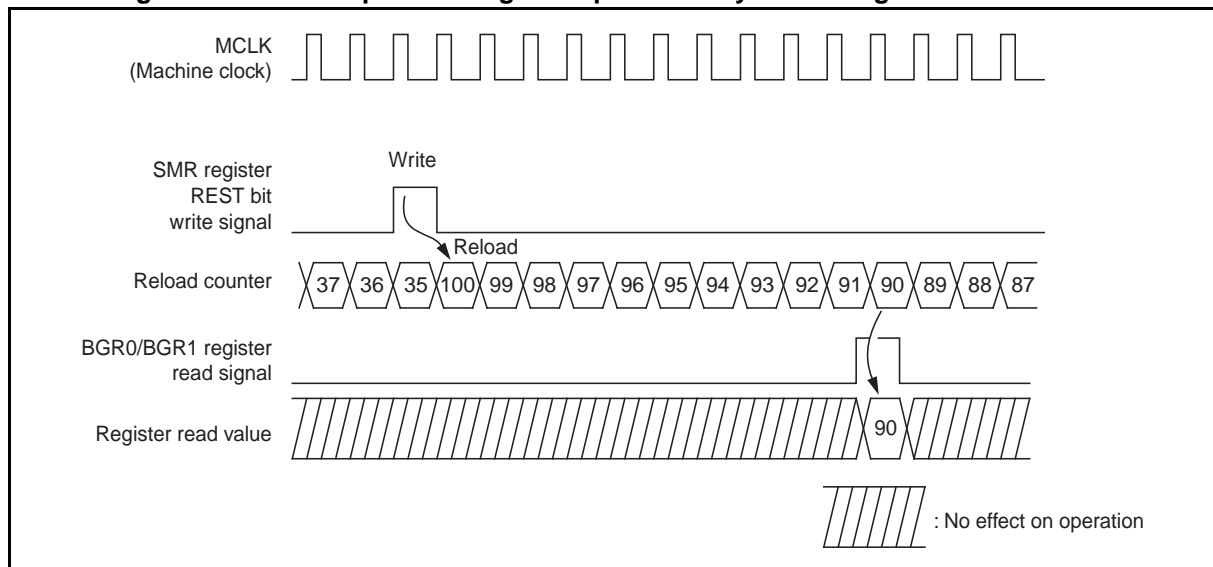 MCLK
(Machine clock)
SMR register
REST bit
write signal
Write
Reload
Reload counter
37 36 35 100 99 98 97 96 95 94 93 92 91 90 89 88 87
BGR0/BGR1 register
read signal
Register read value
90
: No effect on operation